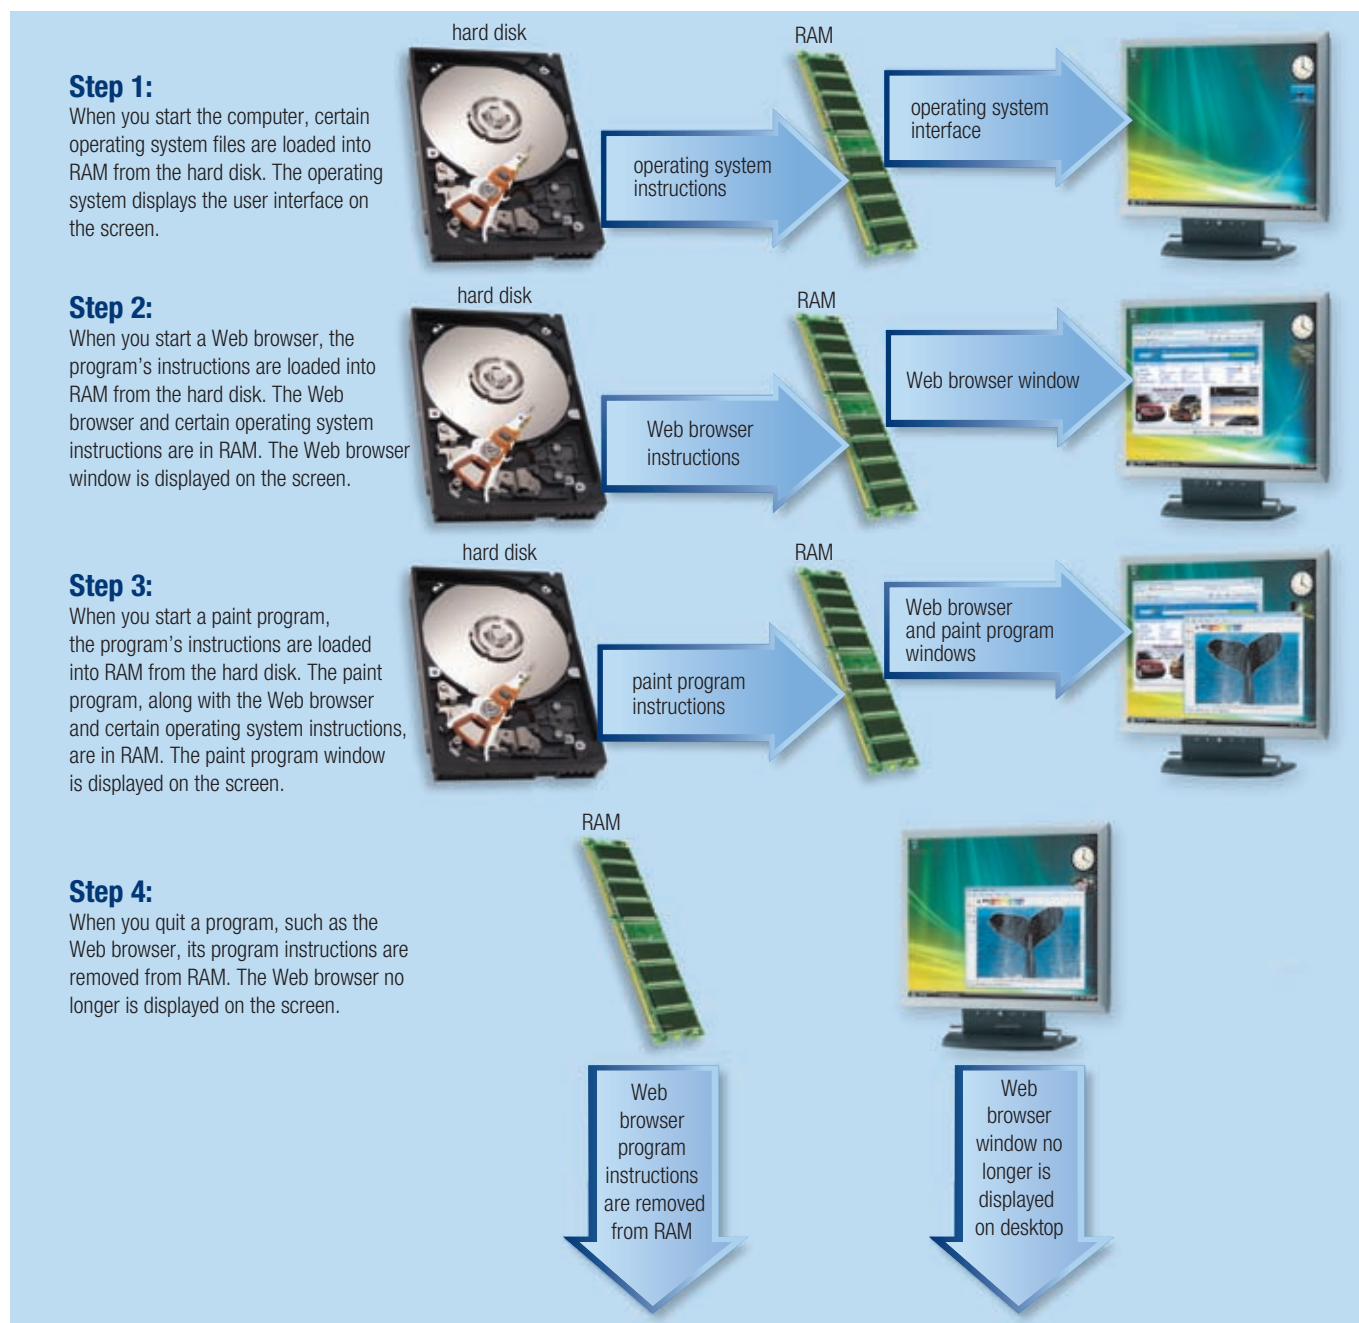 hard disk
RAM
Step 1:
When you start the computer, certain
operating system files are loaded into
RAM from the hard disk. The operating
system displays the user interface on
the screen.
operating system
instructions
operating system
interface
hard disk
RAM
Step 2:
When you start a Web browser, the
program’s instructions are loaded into
RAM from the hard disk. The Web
browser and certain operating system
instructions are in RAM. The Web browser
window is displayed on the screen.
Web browser
instructions
Web browser window
hard disk
RAM
Step 3:
When you start a paint program,
the program’s instructions are loaded
into RAM from the hard disk. The paint
program, along with the Web browser
and certain operating system instructions,
are in RAM. The paint program window
is displayed on the screen.
paint program
instructions
Web browser
and paint program
windows
RAM
Step 4:
When you quit a program, such as the
Web browser, its program instructions are
removed from RAM. The Web browser no
longer is displayed on the screen.
Web
browser
program
instructions
are removed
from RAM
Web
browser
window no
longer is
displayed
on desktop